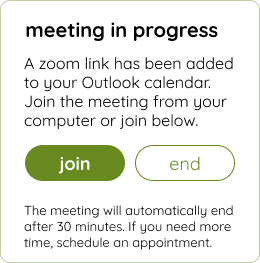 meeting in progress
A zoom link has been added
to your Outlook calendar.
Join the meeting from your
computer or join below.
join
end
The meeting will automatically end
after 30 minutes. If you need more
time, schedule an appointment.